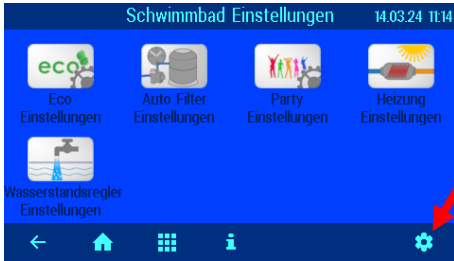 Schwimmbad Einstellungen 14.03.24 11:14
eco
Eco
Einstellungen
Auto Filter
Einstellungen
Party
Einstellungen
Heizung
Einstellungen
Wasserstandsregler
Einstellungen
i